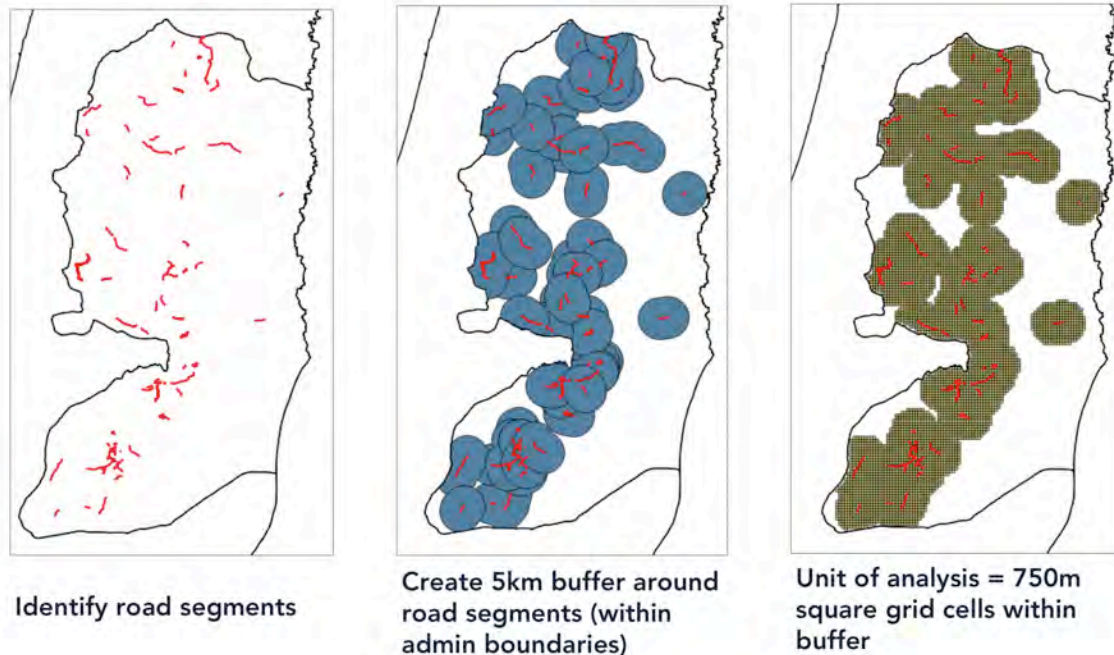 Identify road segments
Create 5km buffer around
road segments (within
admin boundaries)
Unit of analysis = 750m
square grid cells within
buffer